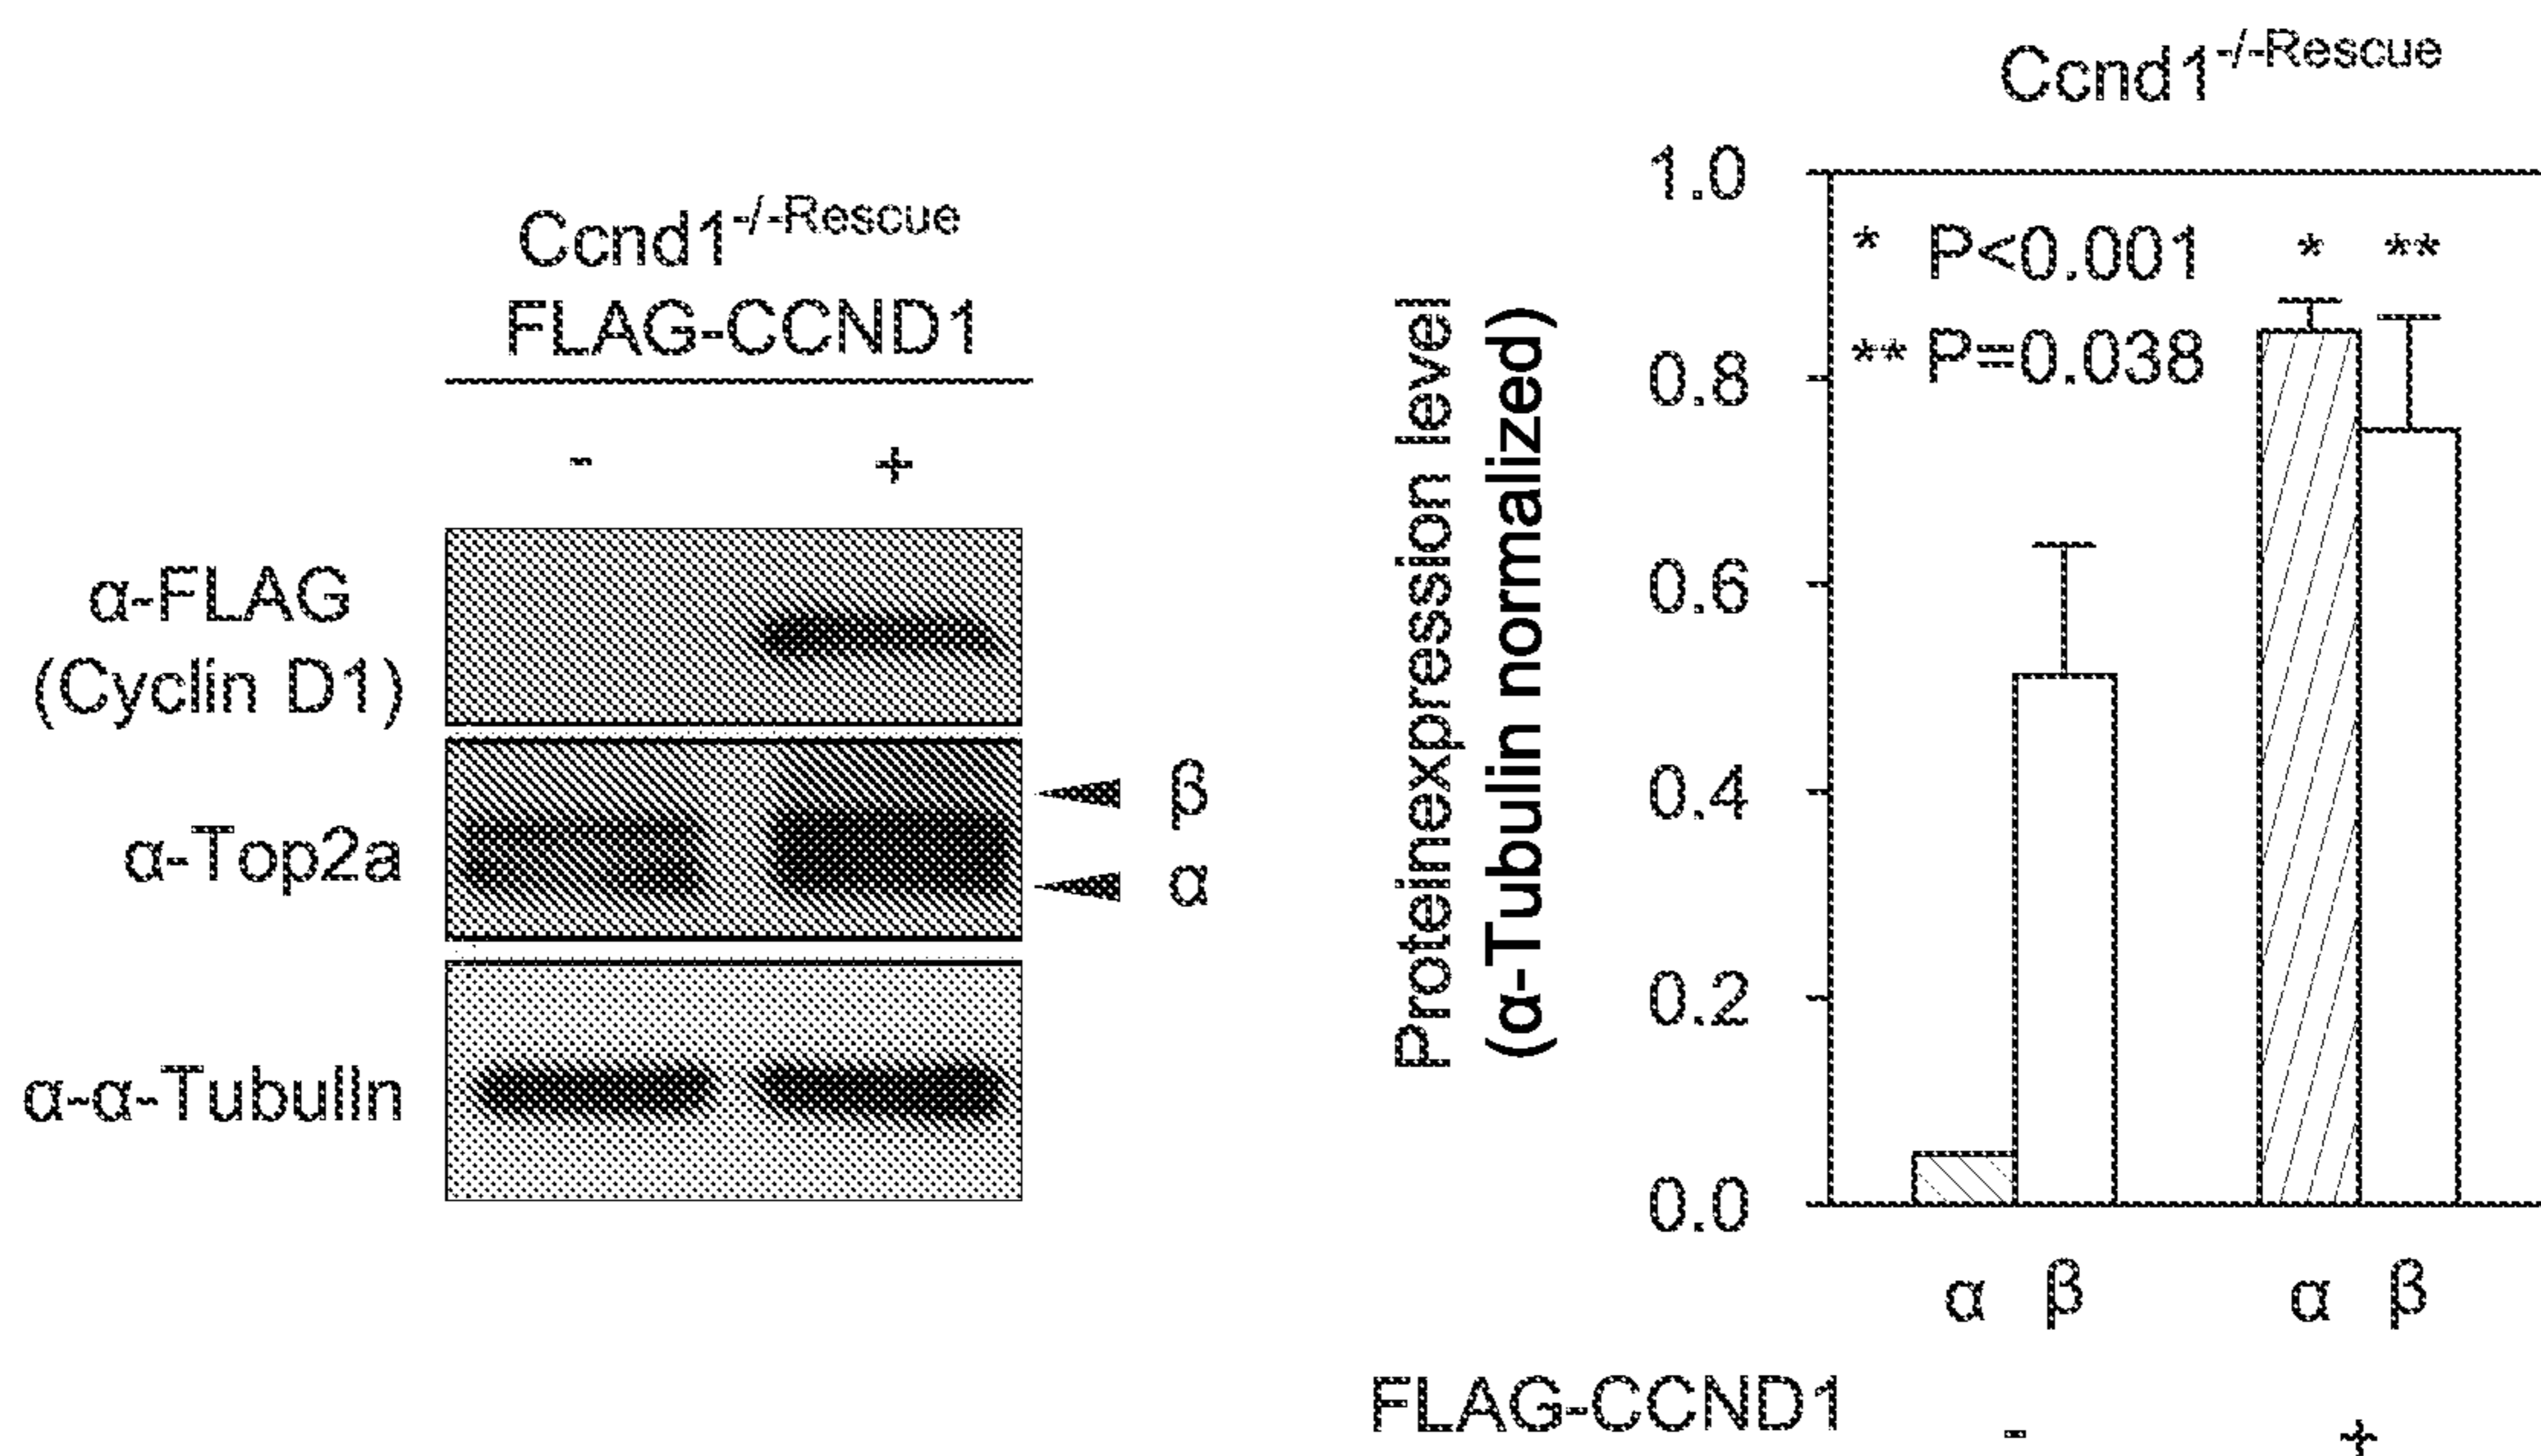 Ccnd1-/-Rescue
FLAG-CCND1
- +
α-FLAG
(Cyclin D1)
α-Top2a
β
α
α-α-Tubulin
Ccnd1-/-Rescue
Proteinexpression level
(α-Tubulin normalized)
1.0
0.8
0.6
0.4
0.2
0.0
* P<0.001
** P=0.038
* **
α β α β
FLAG-CCND1 - +